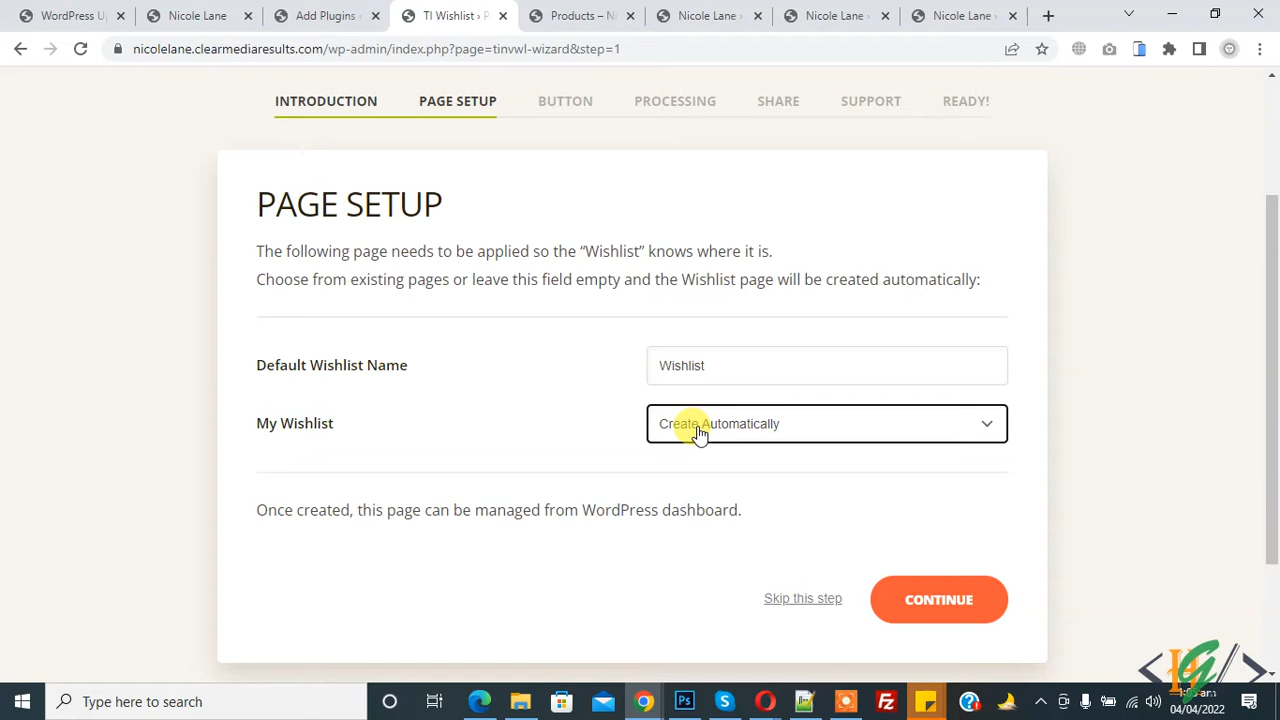 WordPress Up
Nicole Lane
Add Plugins ‹
TI Wishlist › P
Products – Ni
Nicole Lane ›
Nicole Lane ›
Nicole Lane ›
nicolelane.clearmediaresults.com/wp-admin/index.php?page=tinvwl-wizard&step=1
INTRODUCTION
PAGE SETUP
BUTTON
PROCESSING
SHARE
SUPPORT
READY!
PAGE SETUP
The following page needs to be applied so the “Wishlist” knows where it is.
Choose from existing pages or leave this field empty and the Wishlist page will be created automatically:
Default Wishlist Name
Wishlist
My Wishlist
Create Automatically
Once created, this page can be managed from WordPress dashboard.
Skip this step
CONTINUE
Type here to search
04/04/2022